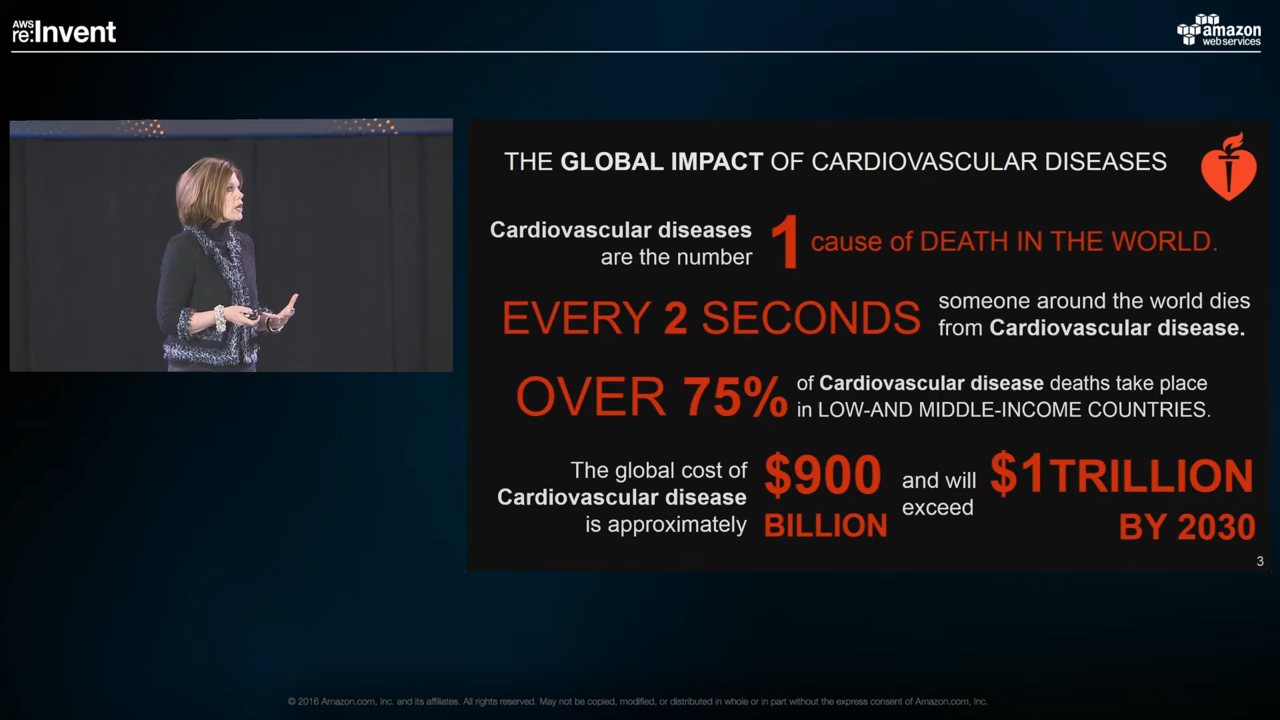 AWS
re:Invent
amazon
web services
THE GLOBAL IMPACT OF CARDIOVASCULAR DISEASES
Cardiovascular diseases
are the number
1 cause of DEATH IN THE WORLD.
EVERY 2 SECONDS
someone around the world dies
from Cardiovascular disease.
OVER 75%
of Cardiovascular disease deaths take place
in LOW-AND MIDDLE-INCOME COUNTRIES.
The global cost of
Cardiovascular disease
is approximately
$900
BILLION
and will
exceed
$1TRILLION
BY 2030
3
© 2016 Amazon.com, Inc. and its affiliates. All rights reserved. May not be copied, modified, or distributed in whole or in part without the express consent of Amazon.com, Inc.